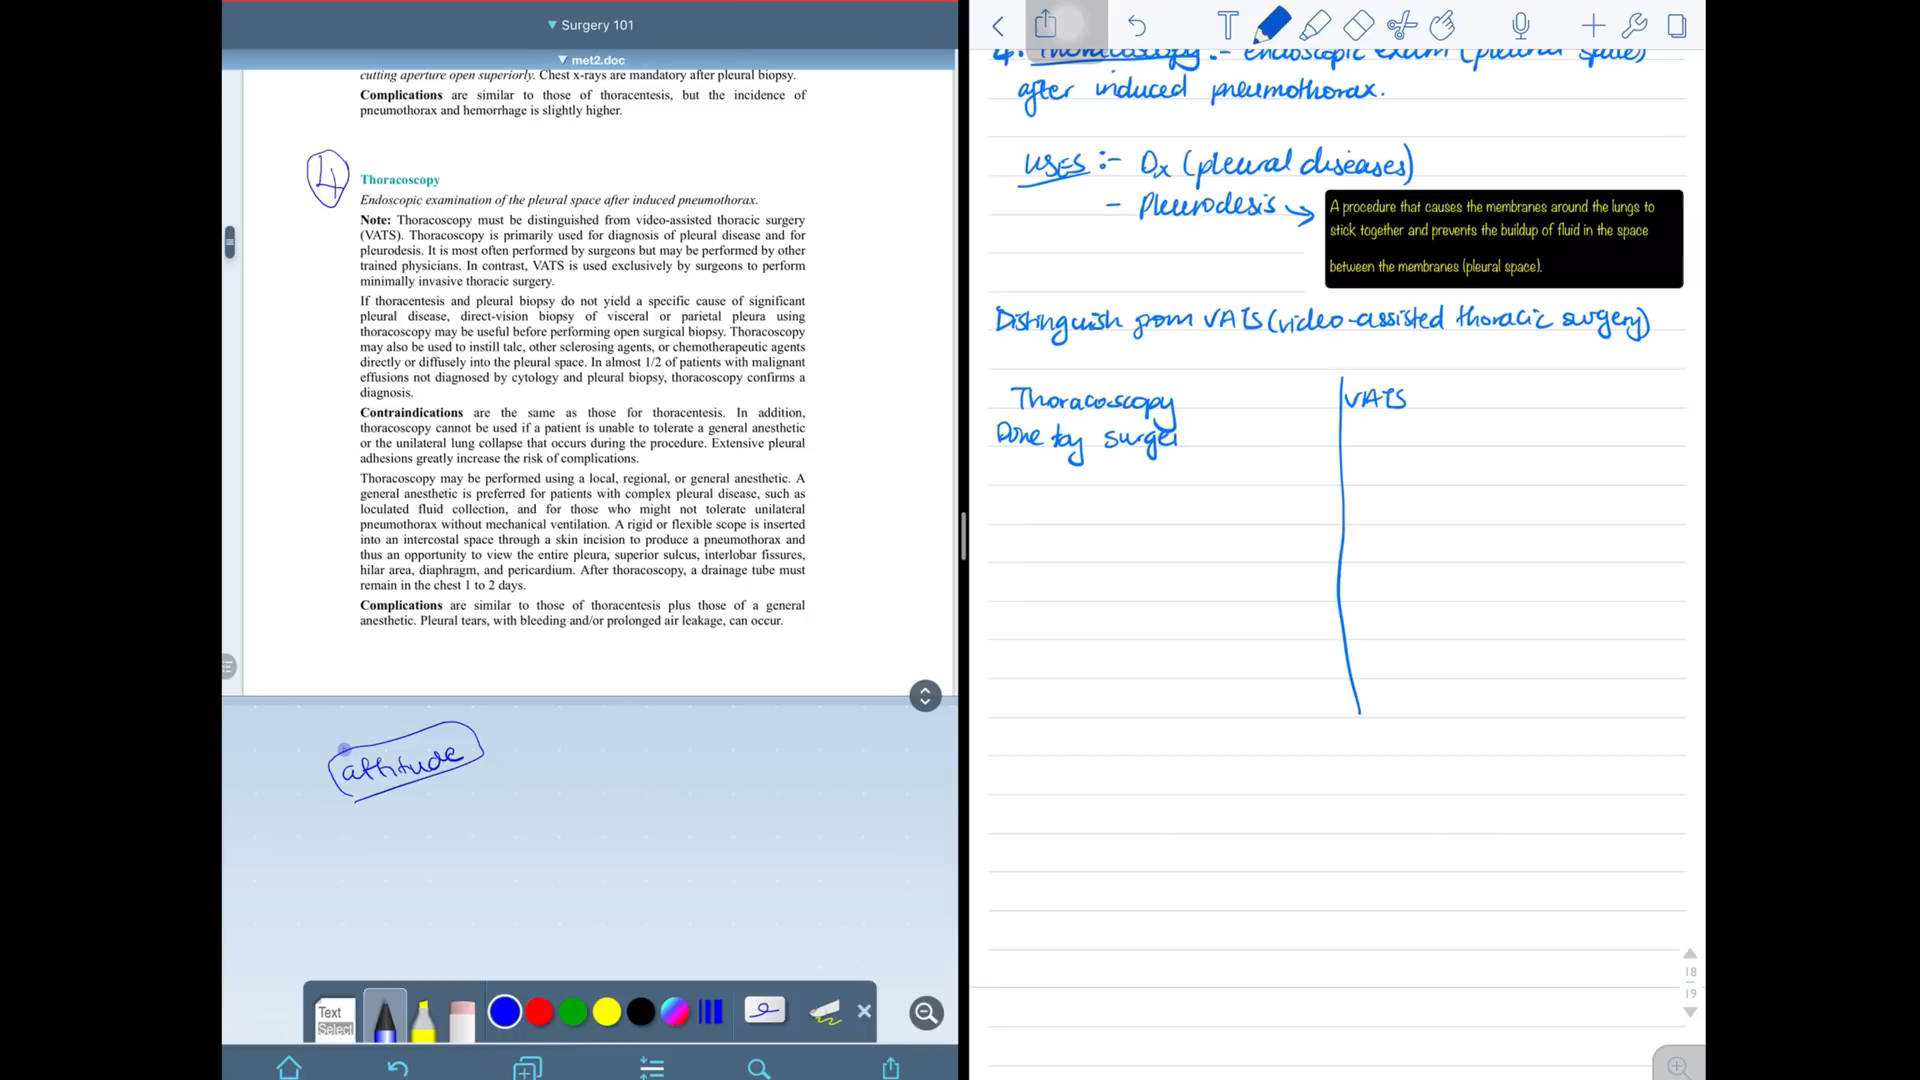 Surgery 101
met2.doc
cutting aperture open superiorly. Chest x-rays are mandatory after pleural biopsy.
Complications are similar to those of thoracentesis, but the incidence of
pneumothorax and hemorrhage is slightly higher.
4
Thoracoscopy
Endoscopic examination of the pleural space after induced pneumothorax.
Note: Thoracoscopy must be distinguished from video-assisted thoracic surgery
(VATS). Thoracoscopy is primarily used for diagnosis of pleural disease and for
pleurodesis. It is most often performed by surgeons but may be performed by other
trained physicians. In contrast, VATS is used exclusively by surgeons to perform
minimally invasive thoracic surgery.
If thoracentesis and pleural biopsy do not yield a specific cause of significant
pleural disease, direct-vision biopsy of visceral or parietal pleura using
thoracoscopy may be useful before performing open surgical biopsy. Thoracoscopy
may also be used to instill talc, other sclerosing agents, or chemotherapeutic agents
directly or diffusely into the pleural space. In almost 1/2 of patients with malignant
effusions not diagnosed by cytology and pleural biopsy, thoracoscopy confirms a
diagnosis.
Contraindications are the same as those for thoracentesis. In addition,
thoracoscopy cannot be used if a patient is unable to tolerate a general anesthetic
or the unilateral lung collapse that occurs during the procedure. Extensive pleural
adhesions greatly increase the risk of complications.
Thoracoscopy may be performed using a local, regional, or general anesthetic. A
general anesthetic is preferred for patients with complex pleural disease, such as
loculated fluid collection, and for those who might not tolerate unilateral
pneumothorax without mechanical ventilation. A rigid or flexible scope is inserted
into an intercostal space through a skin incision to produce a pneumothorax and
thus an opportunity to view the entire pleura, superior sulcus, interlobar fissures,
hilar area, diaphragm, and pericardium. After thoracoscopy, a drainage tube must
remain in the chest 1 to 2 days.
Complications are similar to those of thoracentesis plus those of a general
anesthetic. Pleural tears, with bleeding and/or prolonged air leakage, can occur.
attitude
Text
Select
4. Thoracoscopy :- Endoscopic exam (pleural space)
after induced pneumothorax.
USES :- Dx (pleural diseases)
- Pleurodesis
A procedure that causes the membranes around the lungs to
stick together and prevents the buildup of fluid in the space
between the membranes (pleural space).
Distinguish from VATS (video-assisted thoracic surgery)
Thoracoscopy
VATS
Done by surger
18
19